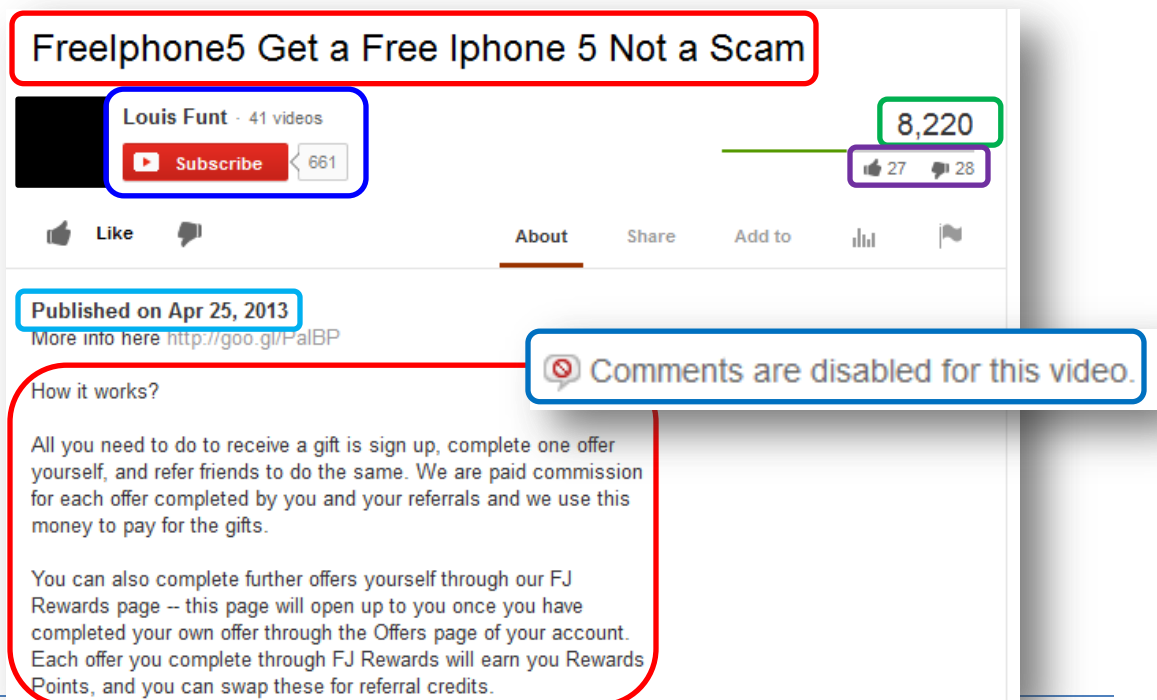 FreeIphone5 Get a Free Iphone 5 Not a Scam
Louis Funt · 41 videos
Subscribe 661
8,220
27 28
Like
About Share Add to
Published on Apr 25, 2013
More info here http://goo.gl/PalBP
Comments are disabled for this video.
How it works?
All you need to do to receive a gift is sign up, complete one offer
yourself, and refer friends to do the same. We are paid commission
for each offer completed by you and your referrals and we use this
money to pay for the gifts.
You can also complete further offers yourself through our FJ
Rewards page -- this page will open up to you once you have
completed your own offer through the Offers page of your account.
Each offer you complete through FJ Rewards will earn you Rewards
Points, and you can swap these for referral credits.